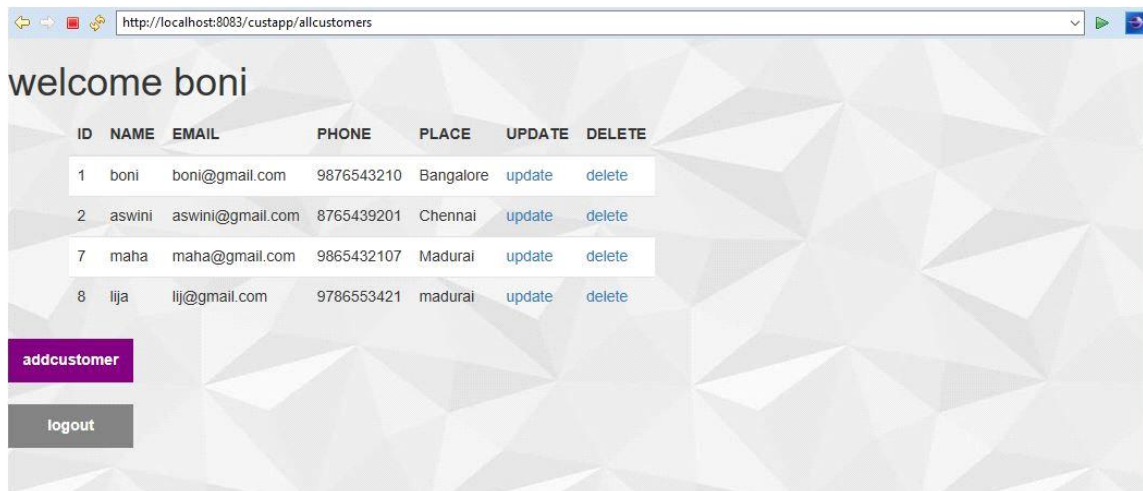 http://localhost:8083/custapp/allcustomers
welcome boni
ID NAME EMAIL PHONE PLACE UPDATE DELETE
1 boni boni@gmail.com 9876543210 Bangalore update delete
2 aswini aswini@gmail.com 8765439201 Chennai update delete
7 maha maha@gmail.com 9865432107 Madurai update delete
8 lija lij@gmail.com 9786553421 madurai update delete
addcustomer
logout